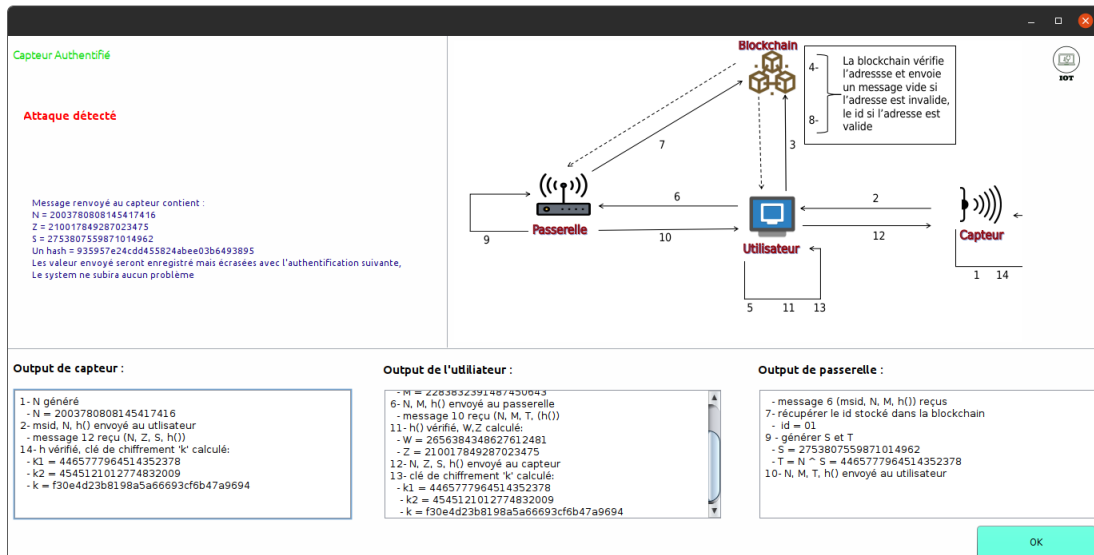 Capteur Authentifié
Attaque détecté
Message renvoyé au capteur contient :
N = 2003780808145417416
Z = 210017849287023475
S = 2753807559871014962
Un hash = 935957e24cdd455824abee03b6493895
Les valeur envoyé seront enregistré mais écrasées avec l'authentification suivante,
Le system ne subira aucun problème
Blockchain
4-
8-
La blockchain vérifie
l'adressse et envoie
un message vide si
l'adresse est invalide,
le id si l'adresse est
valide
IOT
7
3
6
2
9
Passerelle
10
Utilisateur
12
Capteur
1 14
5 11 13
Output de capteur :
1- N généré
- N = 2003780808145417416
2- msid, N, h() envoyé au utlisateur
- message 12 reçu (N, Z, S, h())
14- h vérifié, clé de chiffrement 'k' calculé:
- K1 = 4465777964514352378
- k2 = 4545121012774832009
- k = f30e4d23b8198a5a66693cf6b47a9694
Output de l'utiliateur :
- M = 2283832391487450643
6- N, M, h() envoyé au passerelle
- message 10 reçu (N, M, T, (h())
11- h() vérifié, W,Z calculé:
- W = 2656384348627612481
- Z = 210017849287023475
12- N, Z, S, h() envoyé au capteur
13- clé de chiffrement 'k' calculé:
- k1 = 4465777964514352378
- k2 = 4545121012774832009
- k = f30e4d23b8198a5a66693cf6b47a9694
Output de passerelle :
- message 6 (msid, N, M, h()) reçus
7- récupérer le id stocké dans la blockchain
- id = 01
9 - générer S et T
- S = 2753807559871014962
- T = N ^ S = 4465777964514352378
10- N, M, T, h() envoyé au utilisateur
OK